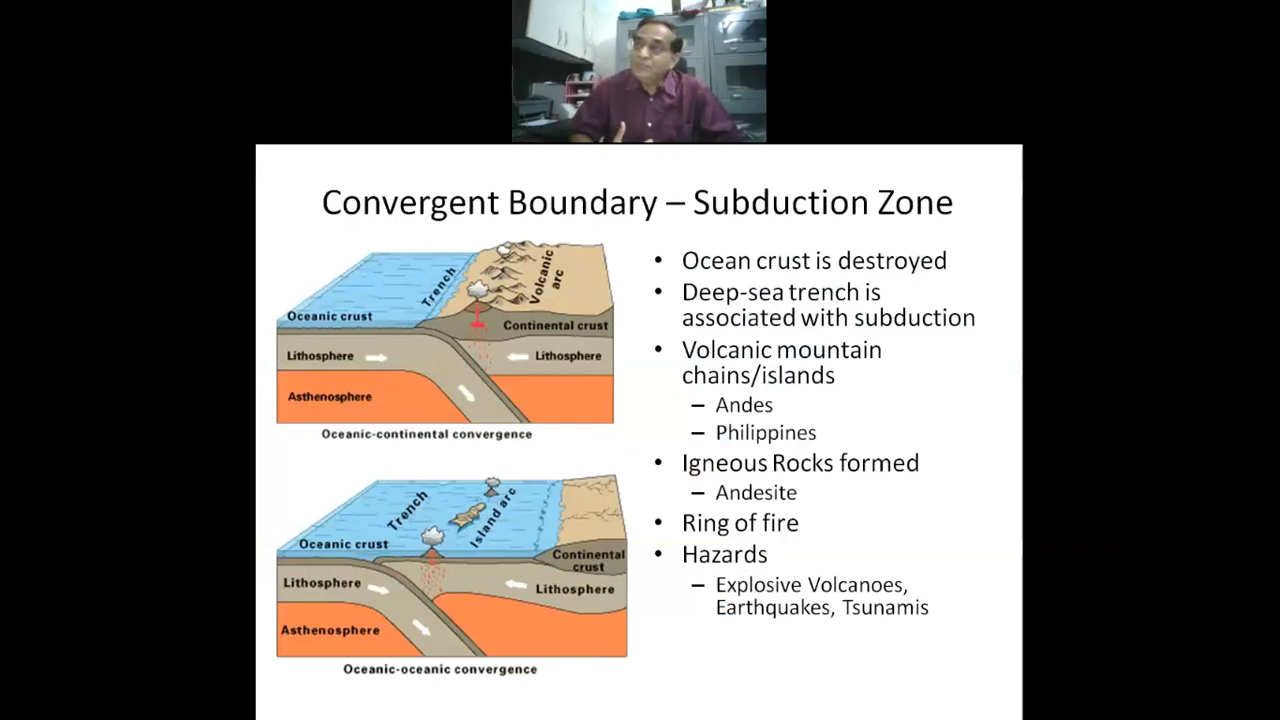 Convergent Boundary – Subduction Zone
Trench
Volcanic
arc
Oceanic crust
Continental crust
Lithosphere
Lithosphere
Asthenosphere
Oceanic-continental convergence
Trench
Island arc
Oceanic crust
Continental
crust
Lithosphere
Lithosphere
Asthenosphere
Oceanic-oceanic convergence
• Ocean crust is destroyed
• Deep-sea trench is
associated with subduction
• Volcanic mountain
chains/islands
– Andes
– Philippines
• Igneous Rocks formed
– Andesite
• Ring of fire
• Hazards
– Explosive Volcanoes,
Earthquakes, Tsunamis